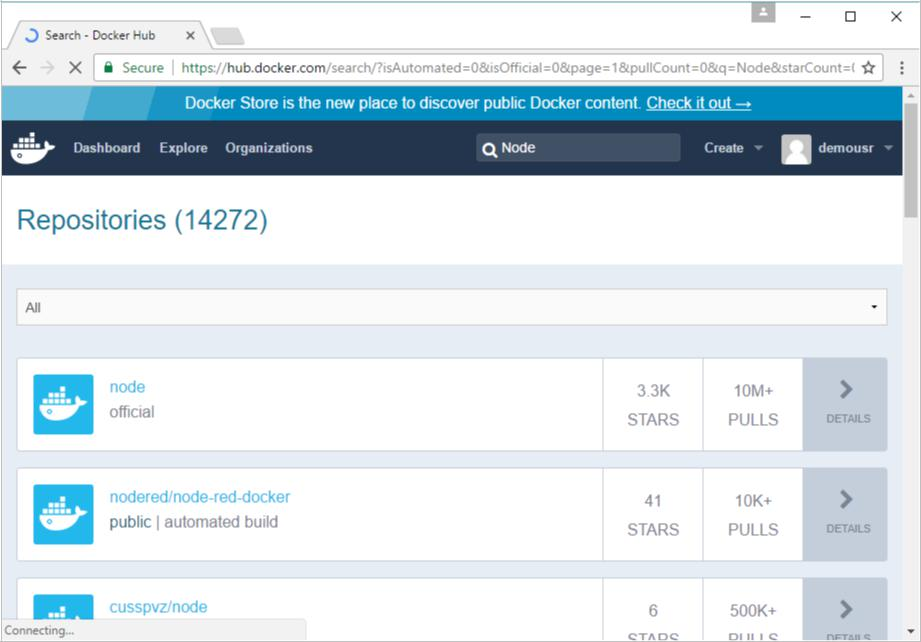 Search - Docker Hub
Secure | https://hub.docker.com/search/?isAutomated=0&isOfficial=0&page=1&pullCount=0&q=Node&starCount=(
Docker Store is the new place to discover public Docker content. Check it out →
Dashboard Explore Organizations Node Create demousr
Repositories (14272)
All
node
official
3.3K
STARS
10M+
PULLS
DETAILS
nodered/node-red-docker
public | automated build
41
STARS
10K+
PULLS
DETAILS
cusspvz/node
6
STARS
500K+
PULLS
DETAILS
Connecting...